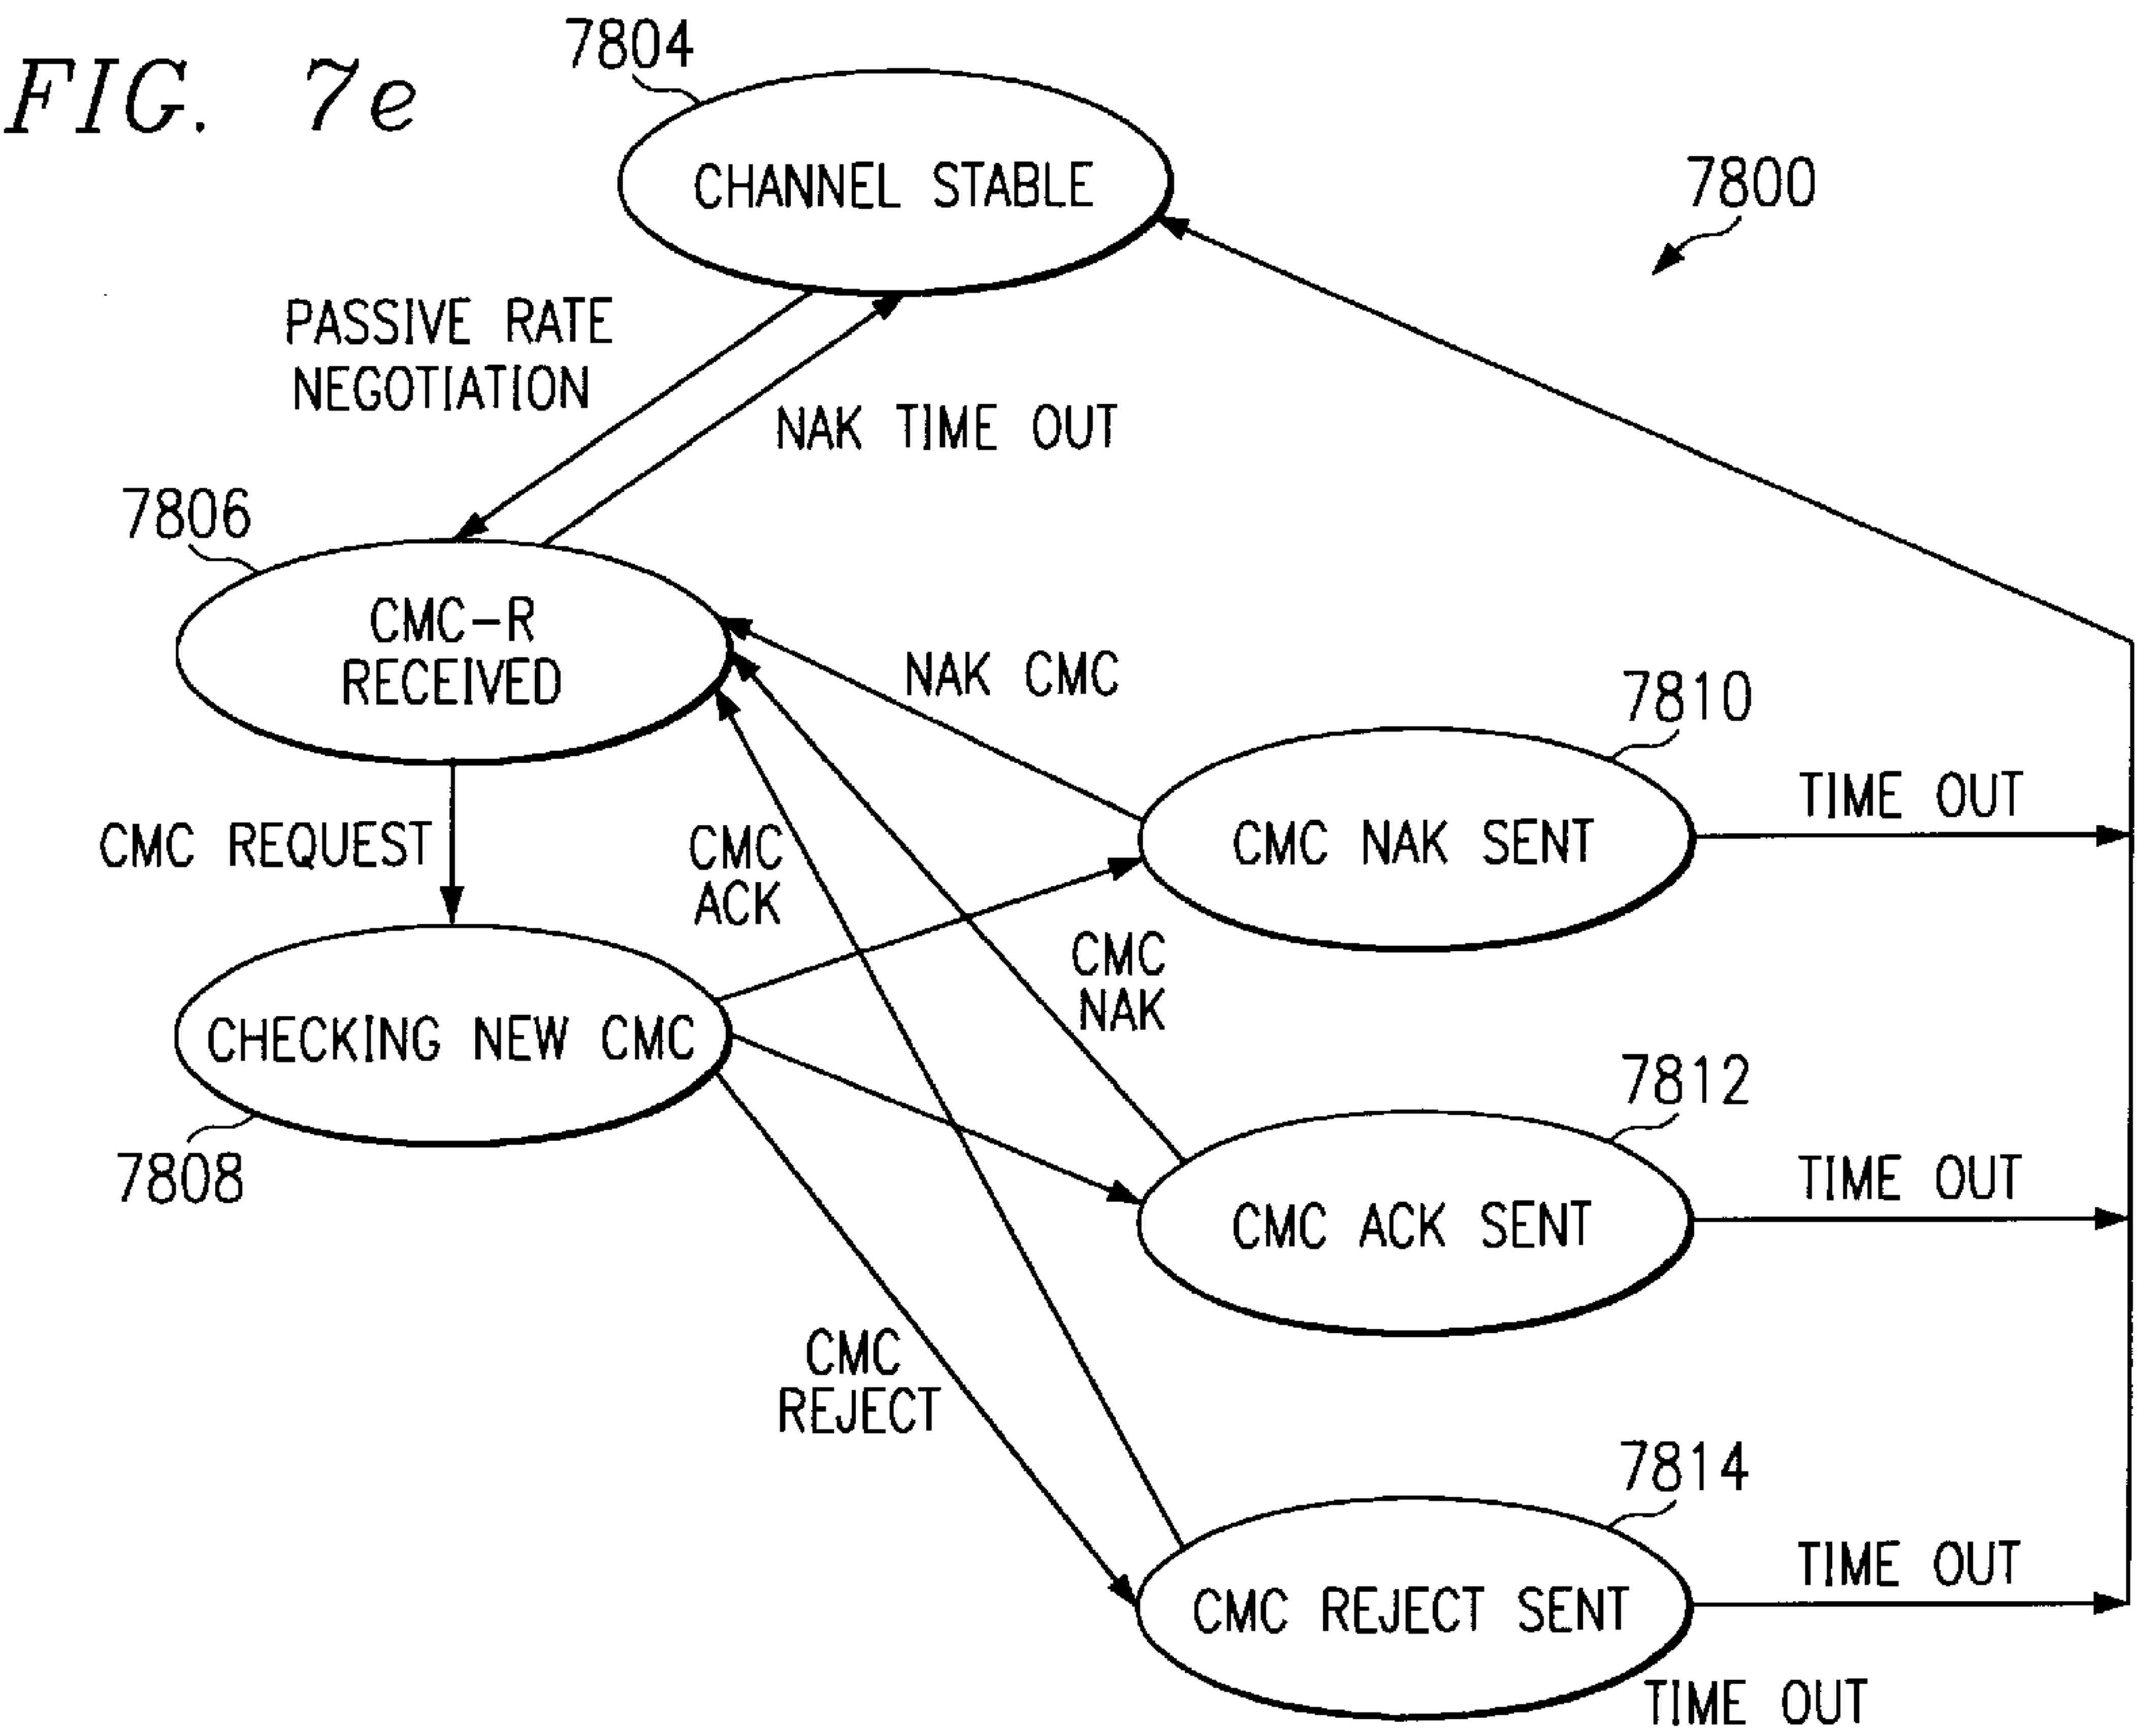 FIG. 7e
7804
CHANNEL STABLE
7800
PASSIVE RATE
NEGOTIATION
NAK TIME OUT
7806
CMC-R
RECEIVED
NAK CMC
7810
CMC REQUEST
CMC
ACK
CMC NAK SENT
TIME OUT
CMC
NAK
CHECKING NEW CMC
7808
7812
CMC ACK SENT
TIME OUT
CMC
REJECT
7814
CMC REJECT SENT
TIME OUT
TIME OUT